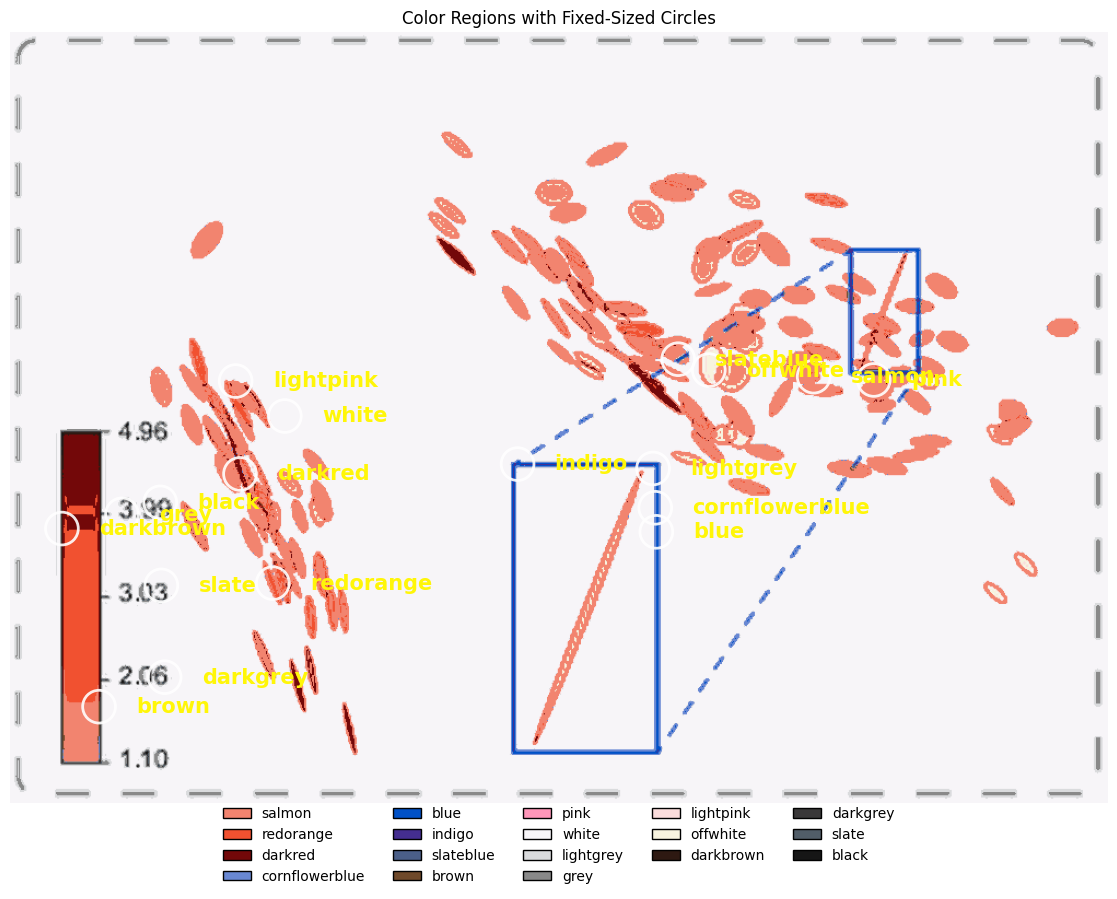 Color Regions with Fixed-Sized Circles
slateblue
offwhite
salmon
pink
lightpink
white
4.96
indigo
lightgrey
darkred
black
3.99
grey
cornflowerblue
darkbrown
blue
slate
3.03
redorange
2.06
darkgrey
brown
1.10
salmon blue pink lightpink darkgrey
redorange indigo white offwhite slate
darkred slateblue lightgrey darkbrown black
cornflowerblue brown grey